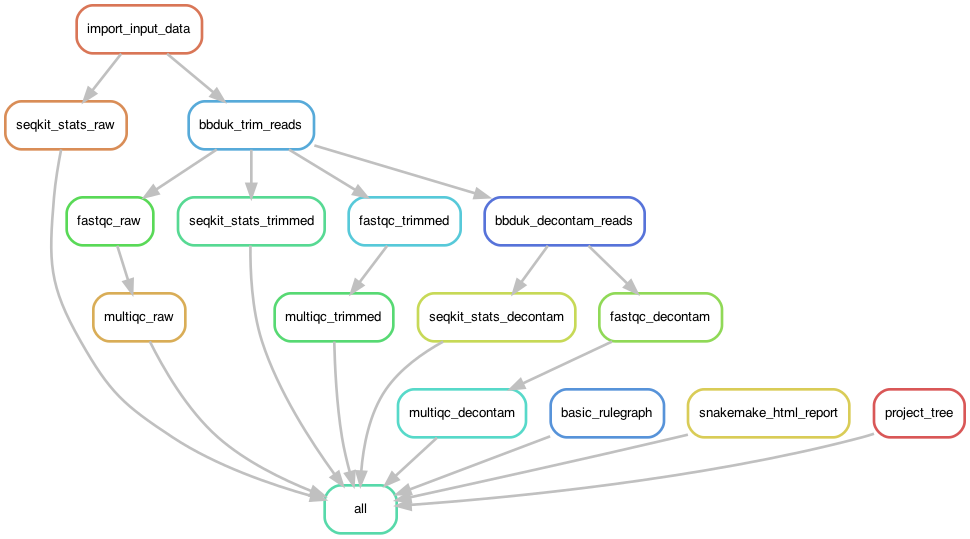 import_input_data
seqkit_stats_raw
bbduk_trim_reads
fastqc_raw
seqkit_stats_trimmed
fastqc_trimmed
bbduk_decontam_reads
multiqc_raw
multiqc_trimmed
seqkit_stats_decontam
fastqc_decontam
multiqc_decontam
basic_rulegraph
snakemake_html_report
project_tree
all